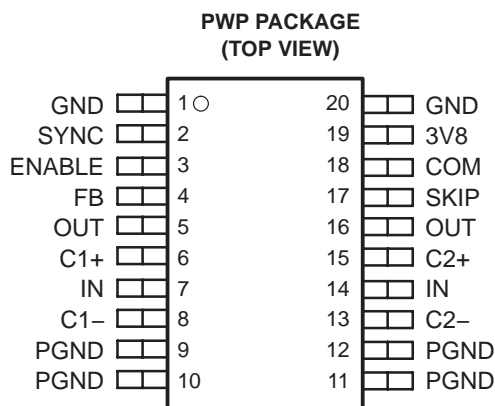 PWP PACKAGE
(TOP VIEW)
GND 1 20 GND
SYNC 2 19 3V8
ENABLE 3 18 COM
FB 4 17 SKIP
OUT 5 16 OUT
C1+ 6 15 C2+
IN 7 14 IN
C1− 8 13 C2−
PGND 9 12 PGND
PGND 10 11 PGND